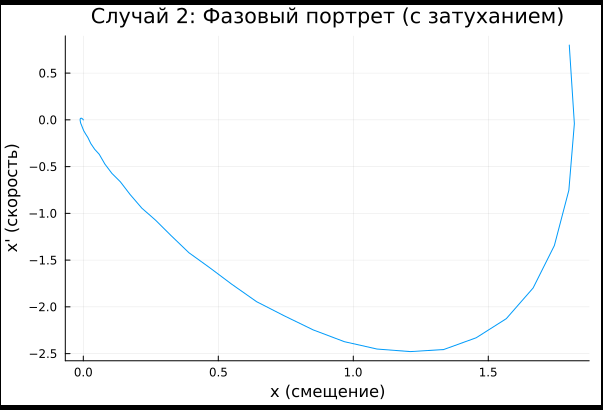 Случай 2: Фазовый портрет (с затуханием)
x' (скорость)
0.5
0.0
−0.5
−1.0
−1.5
−2.0
−2.5
0.0 0.5 1.0 1.5
x (смещение)